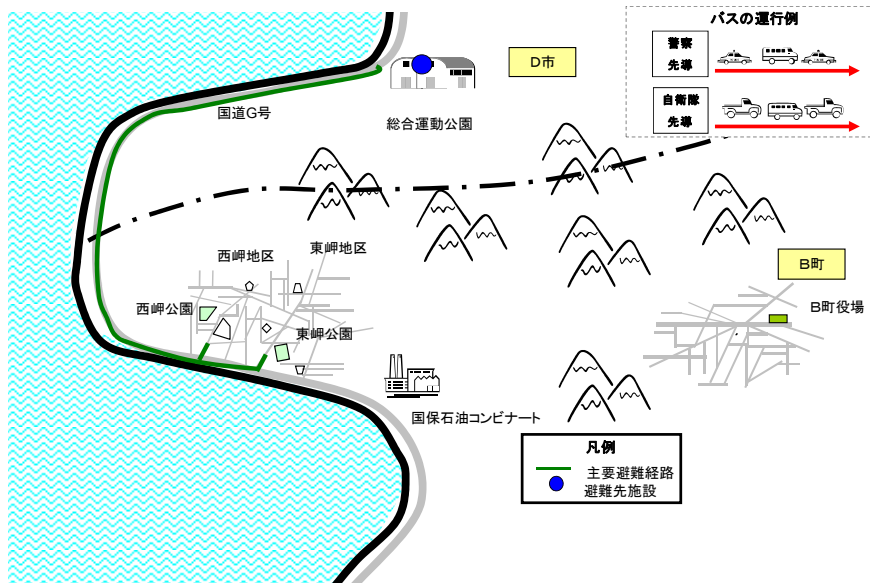 バスの運行例
警察
先導
自衛隊
先導
D市
国道G号
総合運動公園
西岬地区
東岬地区
B町
西岬公園
B町役場
東岬公園
国保石油コンビナート
凡例
主要避難経路
避難先施設